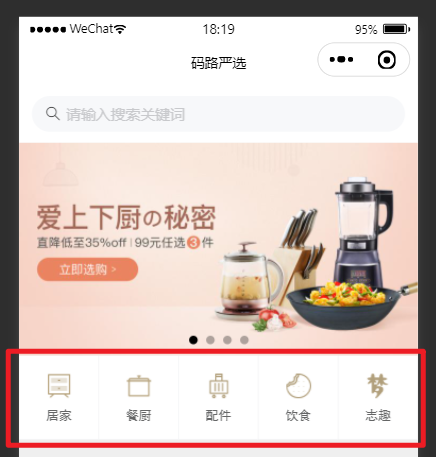 WeChat 18:19 95%
码路严选
请输入搜索关键词
爱上下厨の秘密
直降低至35%off | 99元任选3件
立即选购 >
居家 餐厨 配件 饮食 志趣
梦